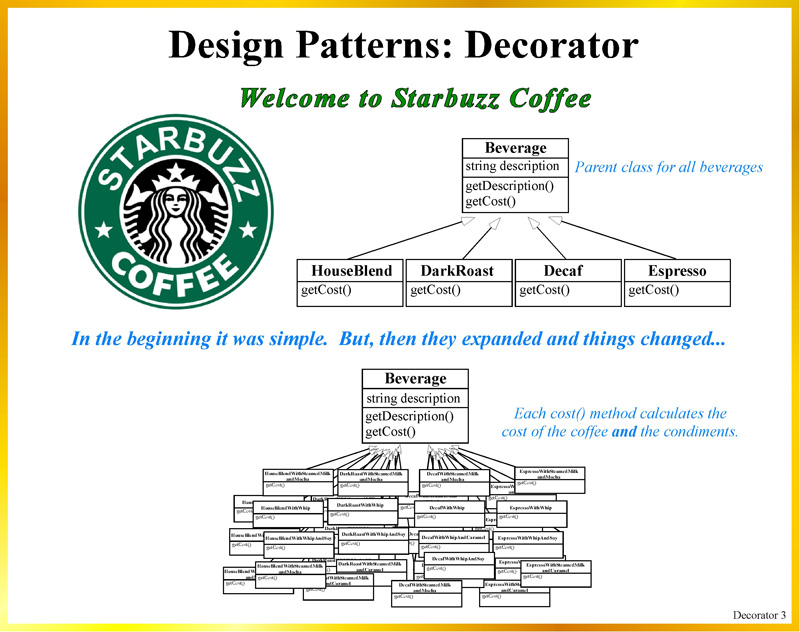 Design Patterns: Decorator
Welcome to Starbuzz Coffee
STARBUZZ
COFFEE
Beverage
string description
getDescription()
getCost()
Parent class for all beverages
HouseBlend
getCost()
DarkRoast
getCost()
Decaf
getCost()
Espresso
getCost()
In the beginning it was simple. But, then they expanded and things changed...
Beverage
string description
getDescription()
getCost()
Each cost() method calculates the
cost of the coffee and the condiments.
HouseBlendWithSteamedMilk
andMocha
getCost()
DarkRoastWithSteamedMilk
andMocha
getCost()
DecafWithSteamedMilk
andMocha
getCost()
EspressoWithSteamedMilk
andMocha
getCost()
HouseBlendWithWhip
getCost()
DarkRoastWithWhip
getCost()
DecafWithWhip
getCost()
EspressoWithWhip
getCost()
HouseBlendWithWhipAndSoy
getCost()
DarkRoastWithWhipAndSoy
getCost()
DecafWithWhipAndCaramel
getCost()
EspressoWithWhipAndSoy
getCost()
DecafWithWhipAndSoy
getCost()
HouseBlendWithSteamedMilk
andMocha
getCost()
DarkRoastWithSteamedMilk
andCaramel
getCost()
EspressoWithSteamedMilk
andCaramel
getCost()
DecafWithSteamedMilk
andMocha
getCost()
Decorator 3